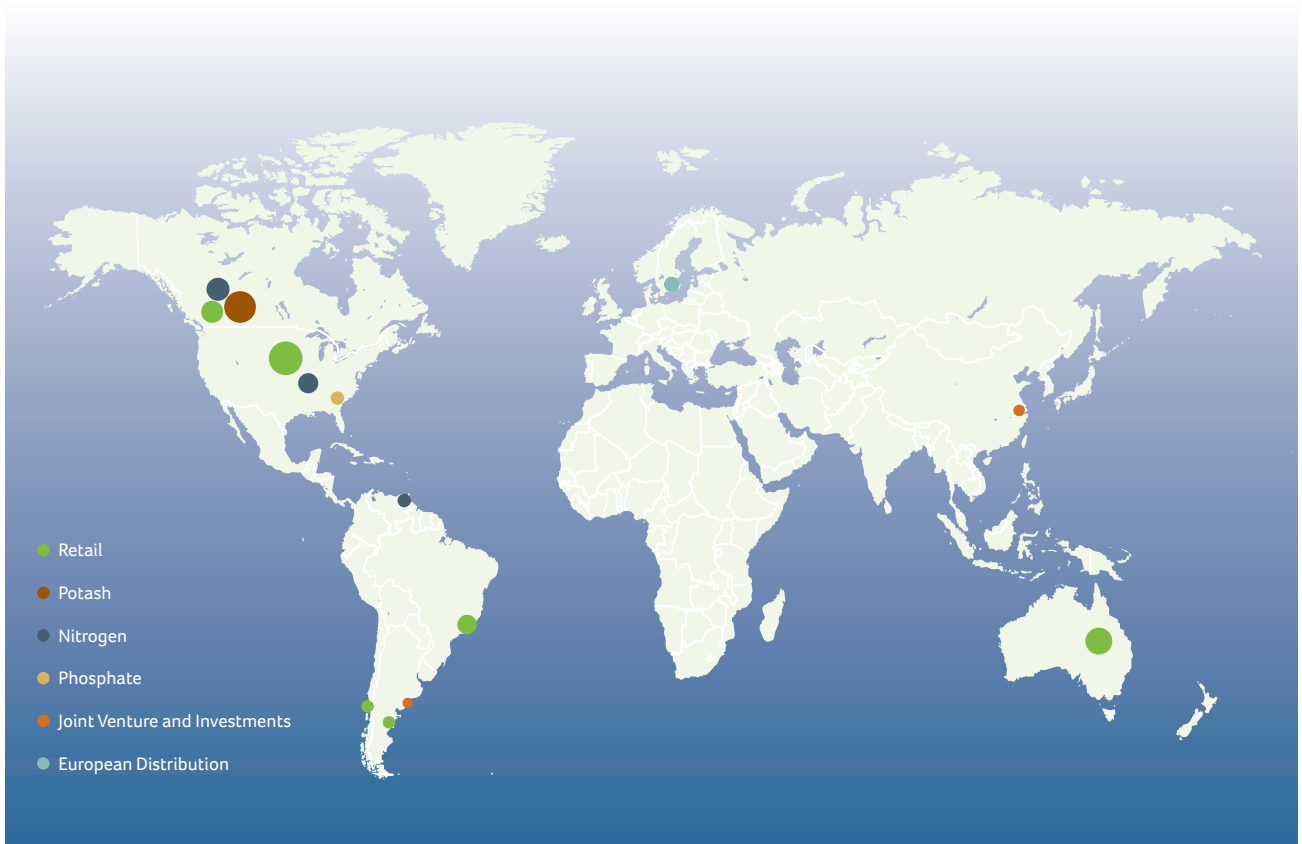 Retail
Potash
Nitrogen
Phosphate
Joint Venture and Investments
European Distribution